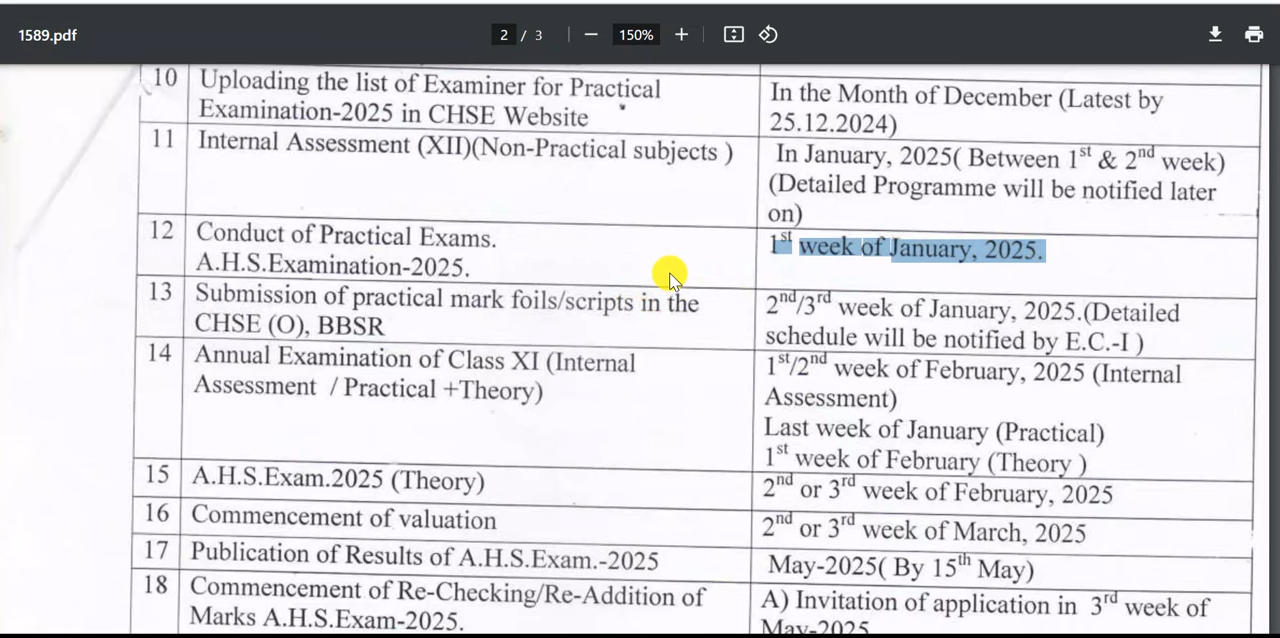 1589.pdf
2 / 3
150%
10 Uploading the list of Examiner for Practical
Examination-2025 in CHSE Website
In the Month of December (Latest by
25.12.2024)
11 Internal Assessment (XII)(Non-Practical subjects )
In January, 2025( Between 1st & 2nd week)
(Detailed Programme will be notified later
on)
12 Conduct of Practical Exams.
A.H.S.Examination-2025.
1st week of January, 2025.
13 Submission of practical mark foils/scripts in the
CHSE (O), BBSR
2nd/3rd week of January, 2025.(Detailed
schedule will be notified by E.C.-I )
14 Annual Examination of Class XI (Internal
Assessment / Practical +Theory)
1st/2nd week of February, 2025 (Internal
Assessment)
Last week of January (Practical)
1st week of February (Theory )
15 A.H.S.Exam.2025 (Theory)
2nd or 3rd week of February, 2025
16 Commencement of valuation
2nd or 3rd week of March, 2025
17 Publication of Results of A.H.S.Exam.-2025
May-2025( By 15th May)
18 Commencement of Re-Checking/Re-Addition of
Marks A.H.S.Exam-2025.
A) Invitation of application in 3rd week of
May-2025